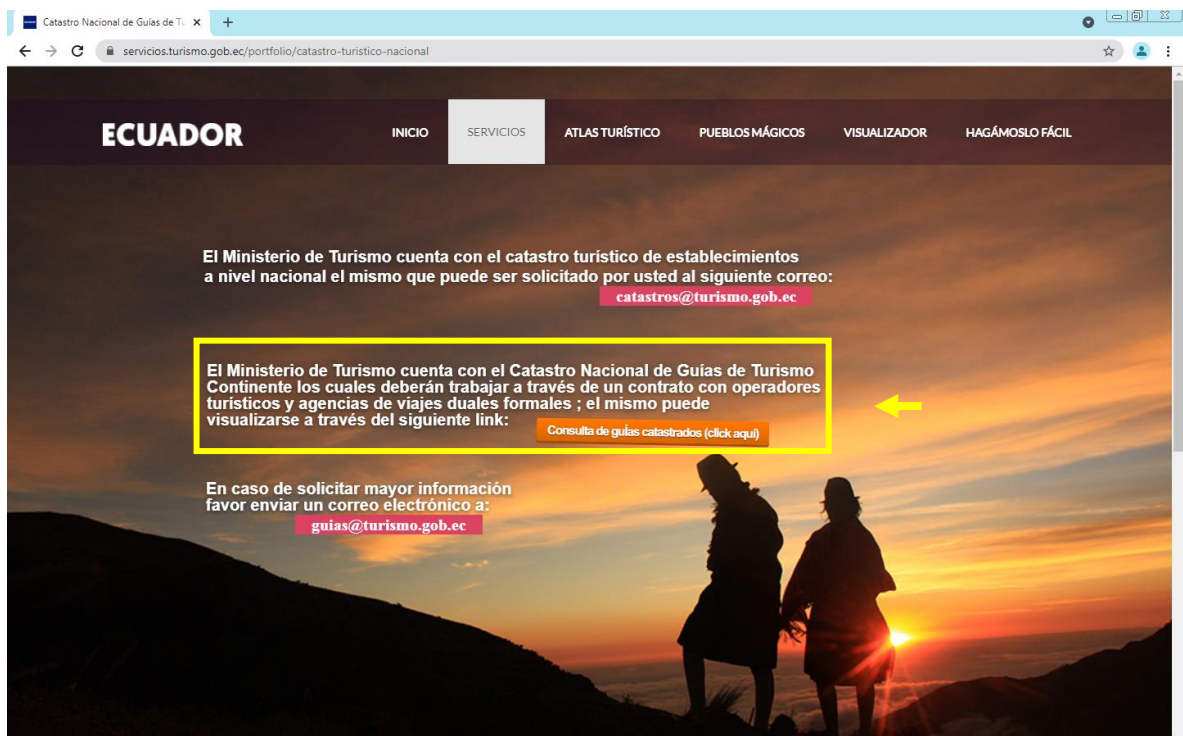 Catastro Nacional de Guías de Tu
servicios.turismo.gob.ec/portfolio/catastro-turistico-nacional
ECUADOR
INICIO
SERVICIOS
ATLAS TURÍSTICO
PUEBLOS MÁGICOS
VISUALIZADOR
HAGÁMOSLO FÁCIL
El Ministerio de Turismo cuenta con el catastro turístico de establecimientos
a nivel nacional el mismo que puede ser solicitado por usted al siguiente correo:
catastros@turismo.gob.ec
El Ministerio de Turismo cuenta con el Catastro Nacional de Guías de Turismo
Continente los cuales deberán trabajar a través de un contrato con operadores
turísticos y agencias de viajes duales formales ; el mismo puede
visualizarse a través del siguiente link:
Consulta de guías catastrados (click aquí)
En caso de solicitar mayor información
favor enviar un correo electrónico a:
guias@turismo.gob.ec